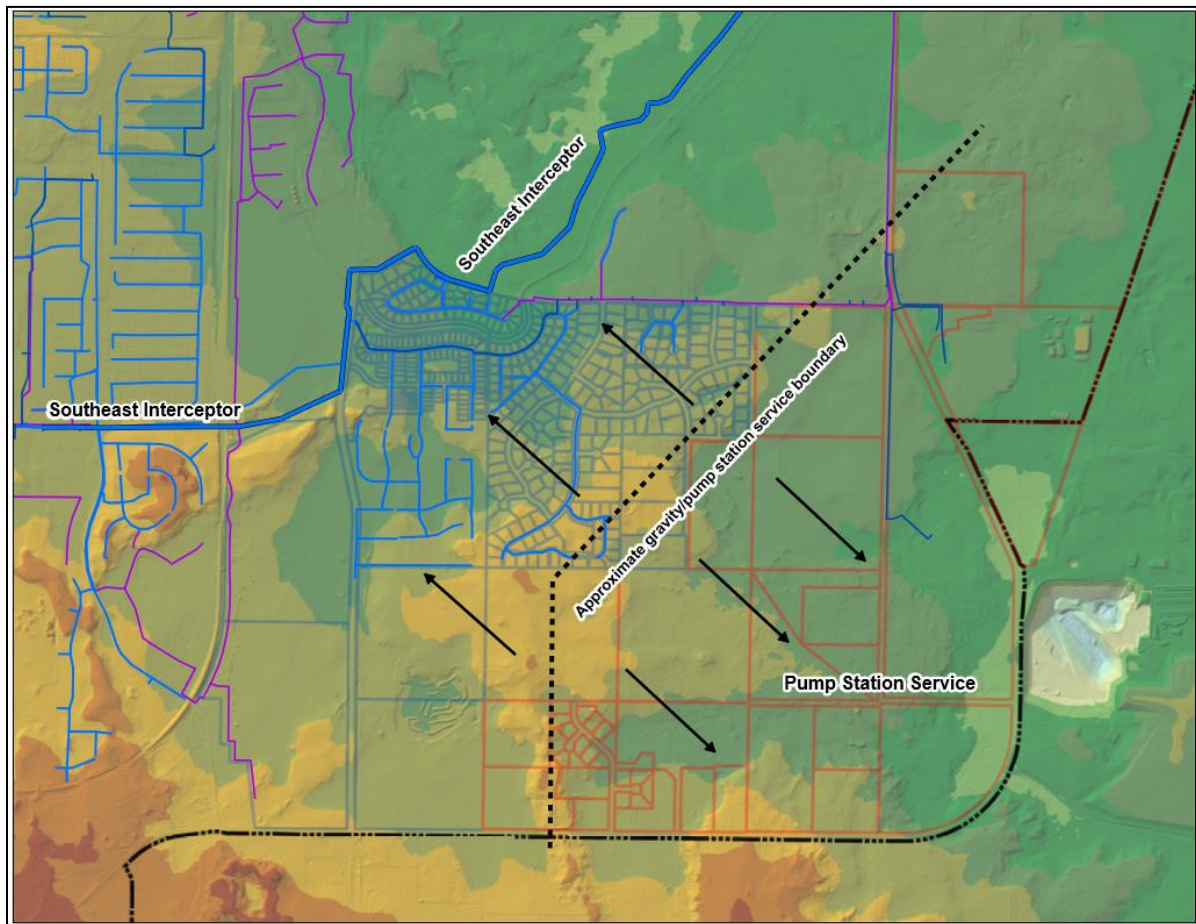 Southeast Interceptor
Southeast Interceptor
Approximate gravity/pump station service boundary
Pump Station Service